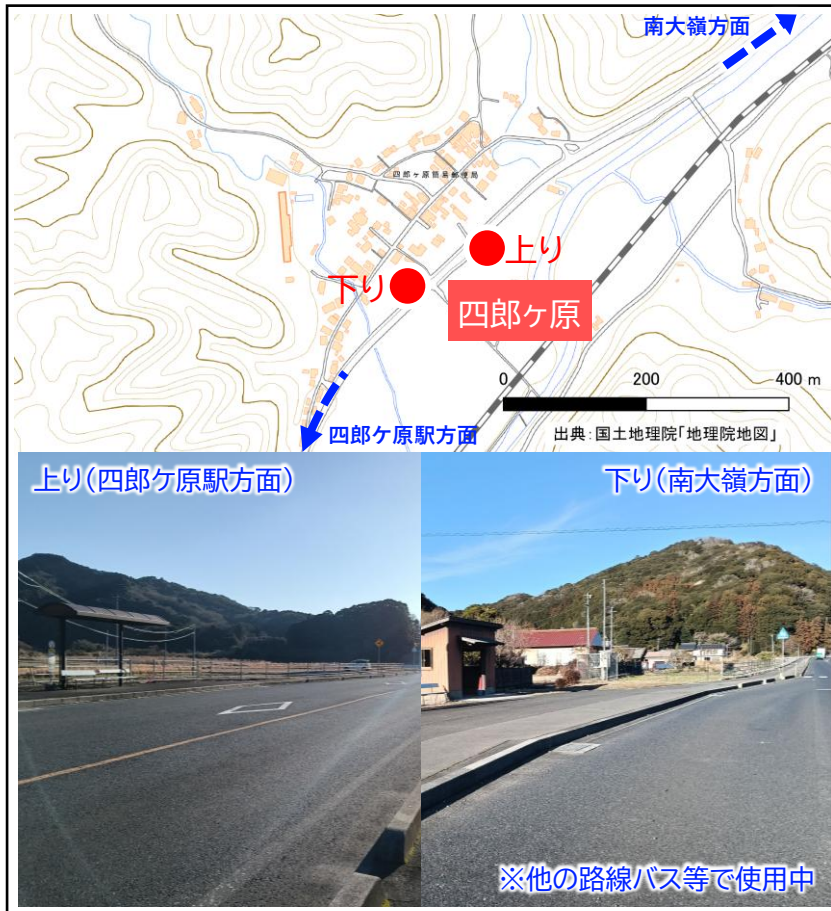 南大嶺方面
四郎ヶ原簡易郵便局
上り
下り
四郎ヶ原
0 200 400 m
四郎ケ原駅方面
出典:国土地理院「地理院地図」
上り(四郎ケ原駅方面)
下り(南大嶺方面)
※他の路線バス等で使用中